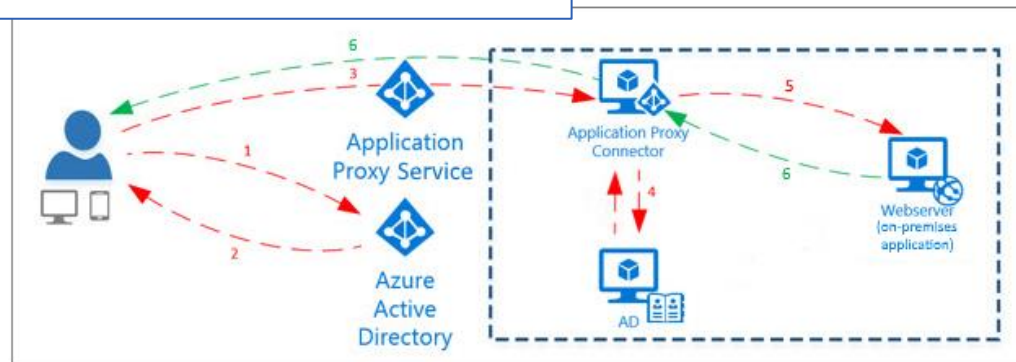 6
3
Application
Proxy Service
1
2
Azure
Active
Directory
Application Proxy
Connector
5
4
6
AD
Webserver
(on-premises
application)